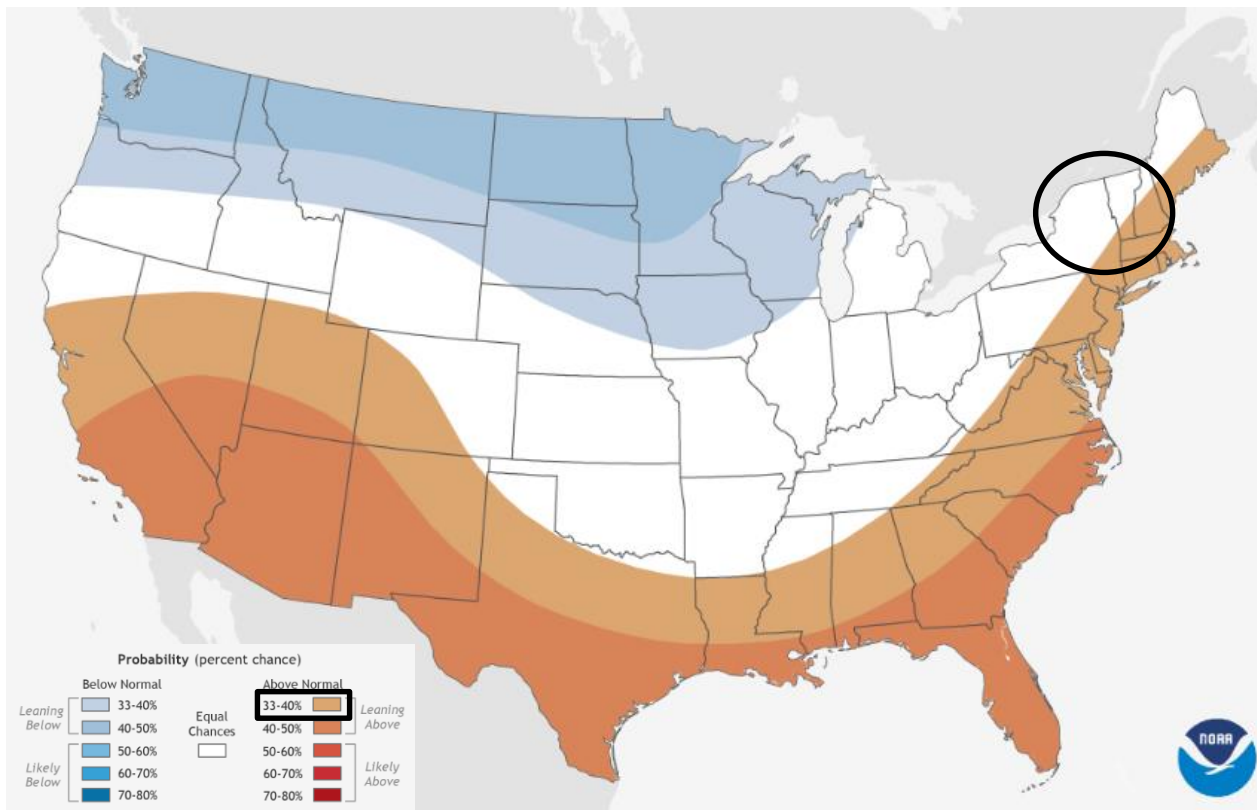 Probability (percent chance)
Below Normal
Above Normal
Leaning
Below
33-40%
40-50%
Likely
Below
50-60%
60-70%
70-80%
Equal
Chances
33-40%
40-50%
Leaning
Above
50-60%
60-70%
70-80%
Likely
Above
NOAA